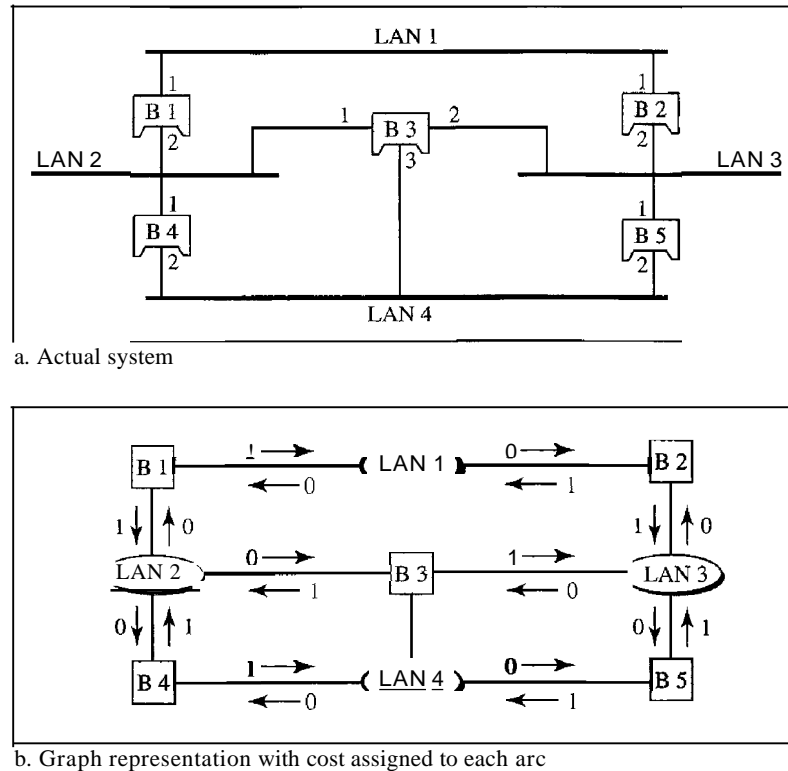 LAN 1
1 1
B 1 1 B 3 2 B 2
2 3 2
LAN 2 LAN 3
1 1
B 4 B 5
2 2
LAN 4
a. Actual system
1 0
B 1 LAN 1 B 2
0 1
1 0 1 0
0 1
LAN 2 B 3 LAN 3
1 0
0 1 0 1
1 0
B 4 LAN 4 B 5
0 1
b. Graph representation with cost assigned to each arc